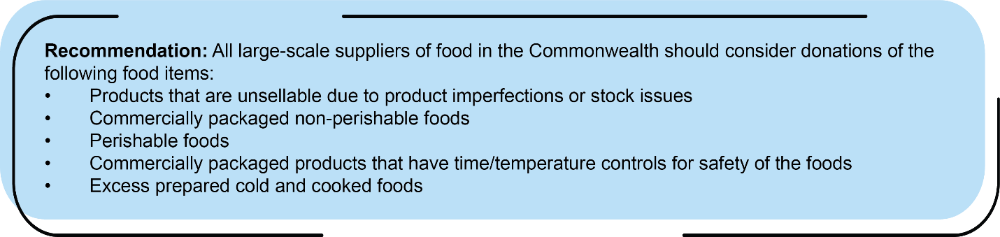 Recommendation: All large-scale suppliers of food in the Commonwealth should consider donations of the
following food items:
• Products that are unsellable due to product imperfections or stock issues
• Commercially packaged non-perishable foods
• Perishable foods
• Commercially packaged products that have time/temperature controls for safety of the foods
• Excess prepared cold and cooked foods